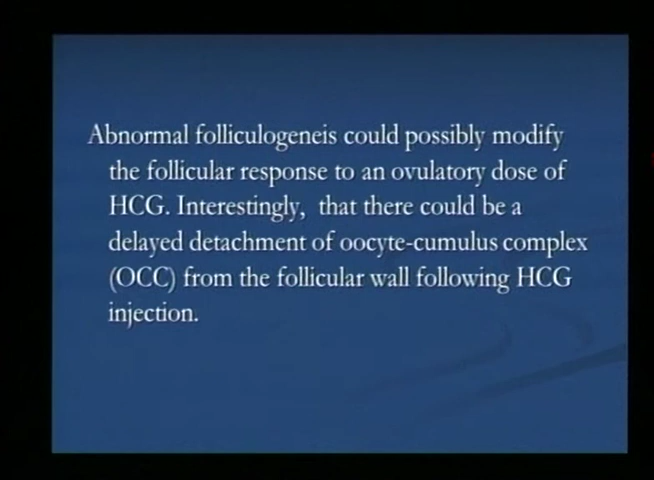 Abnormal folliculogeneis could possibly modify
the follicular response to an ovulatory dose of
HCG. Interestingly, that there could be a
delayed detachment of oocyte-cumulus complex
(OCC) from the follicular wall following HCG
injection.